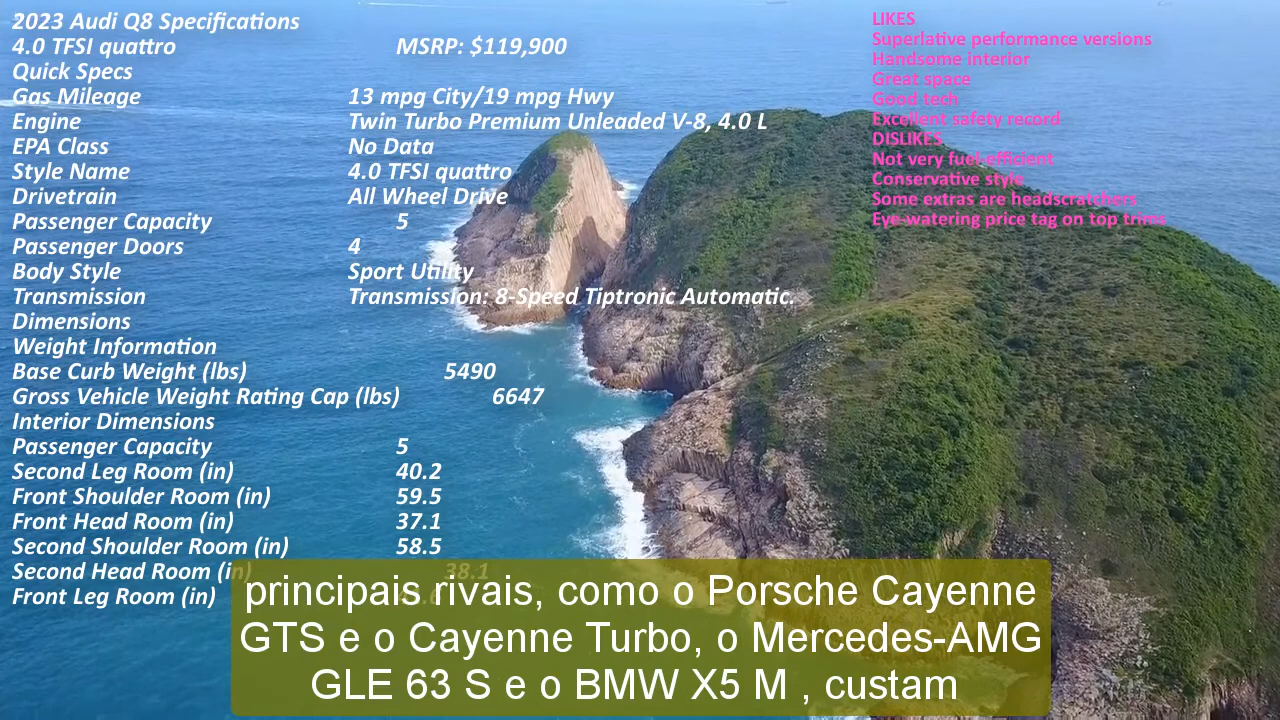 2023 Audi Q8 Specifications
4.0 TFSI quattro MSRP: $119,900
Quick Specs
Gas Mileage 13 mpg City/19 mpg Hwy
Engine Twin Turbo Premium Unleaded V-8, 4.0 L
EPA Class No Data
Style Name 4.0 TFSI quattro
Drivetrain All Wheel Drive
Passenger Capacity 5
Passenger Doors 4
Body Style Sport Utility
Transmission Transmission: 8-Speed Tiptronic Automatic.
Dimensions
Weight Information
Base Curb Weight (lbs) 5490
Gross Vehicle Weight Rating Cap (lbs) 6647
Interior Dimensions
Passenger Capacity 5
Second Leg Room (in) 40.2
Front Shoulder Room (in) 59.5
Front Head Room (in) 37.1
Second Shoulder Room (in) 58.5
Second Head Room (in) 38.1
Front Leg Room (in)
LIKES
Superlative performance versions
Handsome interior
Great space
Good tech
Excellent safety record
DISLIKES
Not very fuel-efficient
Conservative style
Some extras are headscratchers
Eye-watering price tag on top trims
principais rivais, como o Porsche Cayenne
GTS e o Cayenne Turbo, o Mercedes-AMG
GLE 63 S e o BMW X5 M , custam